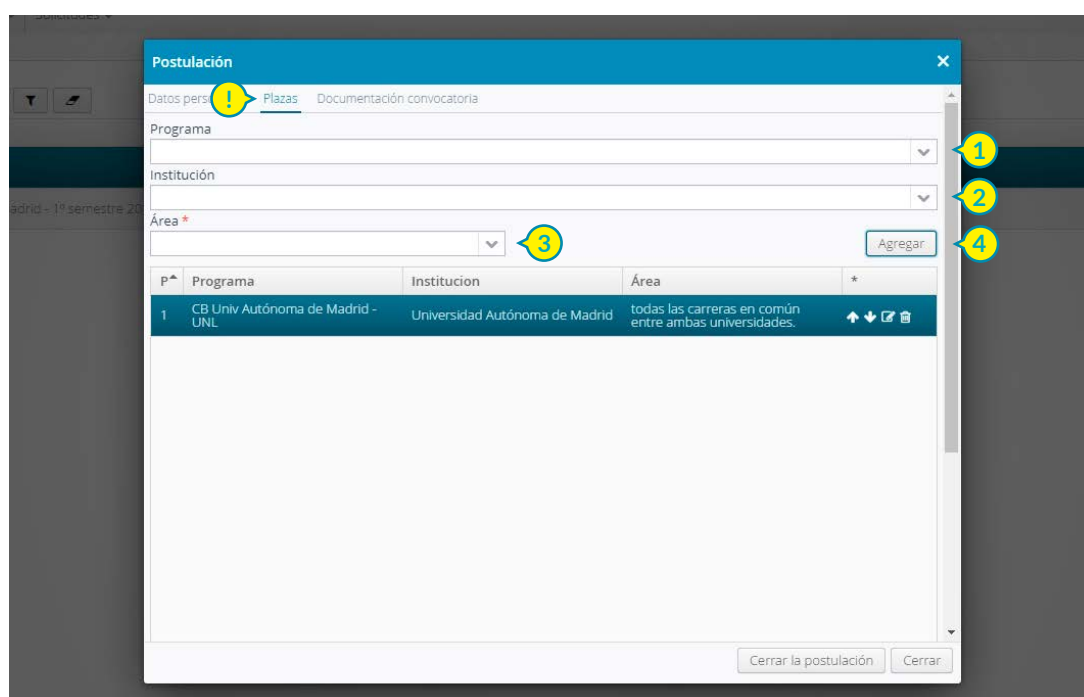 Solicitudes
Postulación
Datos ! Plazas Documentación convocatoria
Programa
1
Institución
2
Área *
3
Agregar 4
P Programa Institucion Área *
1 CB Univ Autónoma de Madrid - UNL Universidad Autónoma de Madrid todas las carreras en común entre ambas universidades.
adrid - 1º semestre 20
Cerrar la postulación Cerrar